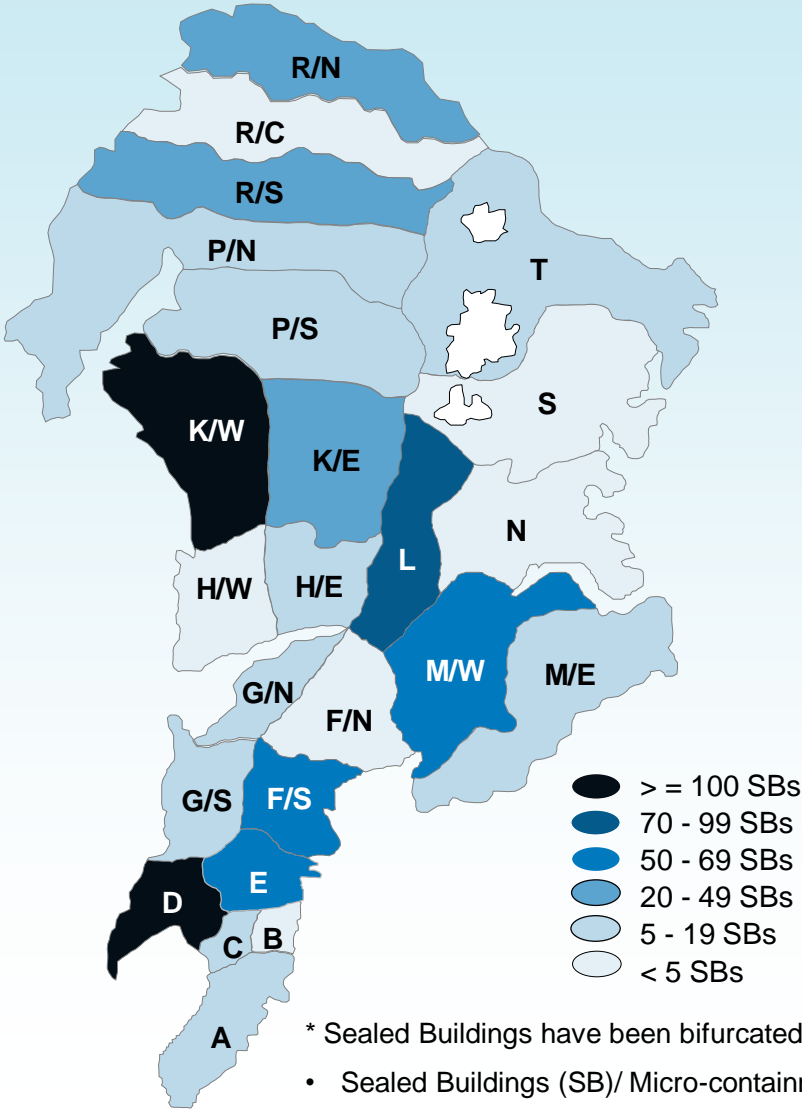 R/N
R/C
R/S
P/N
T
P/S
S
K/W
K/E
N
L
H/W
H/E
M/W
M/E
G/N
F/N
G/S
F/S
E
D
C
B
A
> = 100 SBs
70 - 99 SBs
50 - 69 SBs
20 - 49 SBs
5 - 19 SBs
< 5 SBs
* Sealed Buildings have been bifurcated
• Sealed Buildings (SB)/ Micro-contain